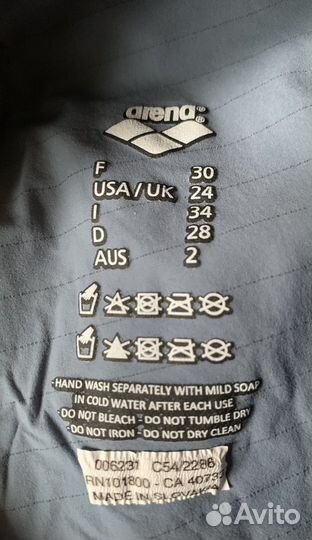 arena®
®
F 30
USA/UK 24
I 34
D 28
AUS 2
-HAND WASH SEPARATELY WITH MILD SOAP
IN COLD WATER AFTER EACH USE
-DO NOT BLEACH -DO NOT TUMBLE DRY
-DO NOT IRON -DO NOT DRY CLEAN
006231 C54/2286
RN101800 - CA
MADE IN
Avito